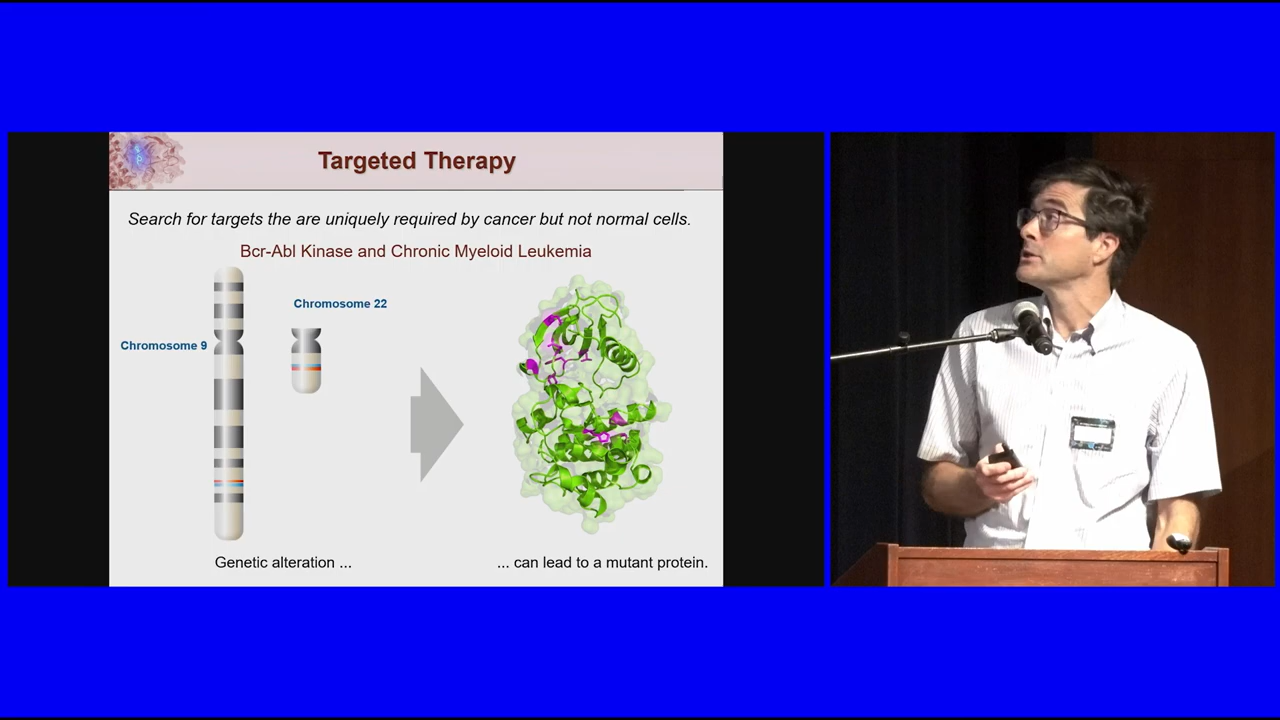 Targeted Therapy
Search for targets the are uniquely required by cancer but not normal cells.
Bcr-Abl Kinase and Chronic Myeloid Leukemia
Chromosome 22
Chromosome 9
Genetic alteration ...
... can lead to a mutant protein.